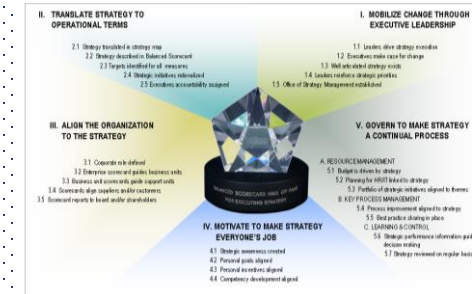 II. TRANSLATE STRATEGY TO
OPERATIONAL TERMS
2.1 Strategy translated in strategy map
2.2 Strategy described in Balanced Scorecard
2.3 Targets identified for all measures
2.4 Strategic initiatives rationalized
2.5 Executives accountability assigned
I. MOBILIZE CHANGE THROUGH
EXECUTIVE LEADERSHIP
1.1 Leaders drive strategy execution
1.2 Executives make case for change
1.3 Well articulated strategy exists
1.4 Leaders reinforce strategic priorities
1.5 Office of Strategy Management established
III. ALIGN THE ORGANIZATION
TO THE STRATEGY
3.1 Corporate role defined
3.2 Enterprise scorecard guides business units
3.3 Business unit scorecards guide support units
3.4 Scorecards align suppliers and/or customers
3.5 Scorecard reports to board and/or shareholders
V. GOVERN TO MAKE STRATEGY
A CONTINUAL PROCESS
A. RESOURCE MANAGEMENT
5.1 Budget is driven by strategy
5.2 Planning for HR/IT linked to strategy
5.3 Portfolio of strategic initiatives aligned to themes
B. KEY PROCESS MANAGEMENT
5.4 Process improvement aligned to strategy
5.5 Best practice sharing in place
C. LEARNING & CONTROL
5.6 Strategic performance information guides
decision making
5.7 Strategy reviewed on regular basis
BALANCED SCORECARD HALL OF FAME
FOR EXECUTING STRATEGY
IV. MOTIVATE TO MAKE STRATEGY
EVERYONE'S JOB
4.1 Strategic awareness created
4.2 Personal goals aligned
4.3 Personal incentives aligned
4.4 Competency development aligned